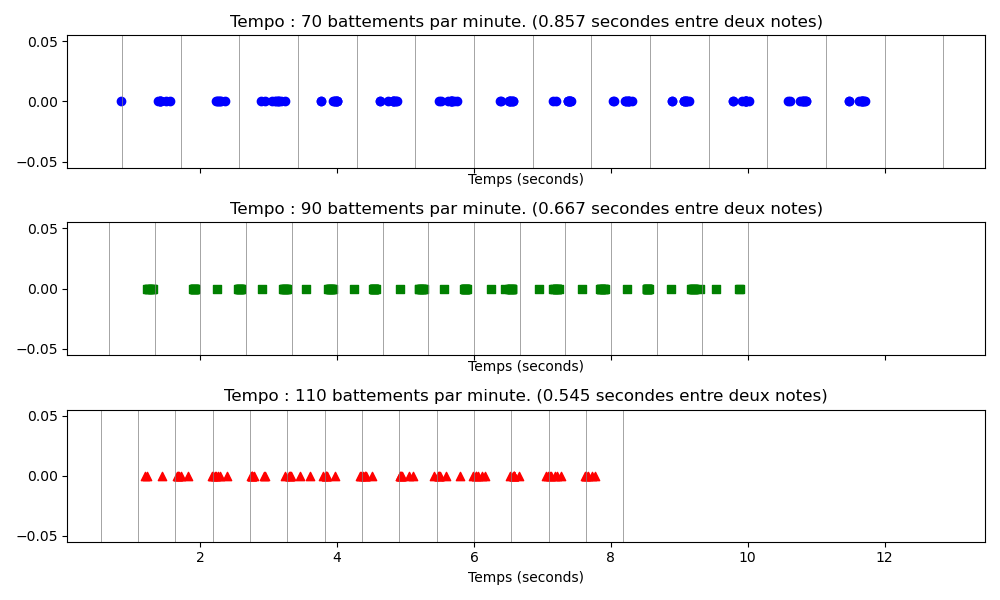 Tempo : 70 battements par minute. (0.857 secondes entre deux notes)
0.05
0.00
−0.05
Temps (seconds)
Tempo : 90 battements par minute. (0.667 secondes entre deux notes)
0.05
0.00
−0.05
Temps (seconds)
Tempo : 110 battements par minute. (0.545 secondes entre deux notes)
0.05
0.00
−0.05
2 4 6 8 10 12
Temps (seconds)